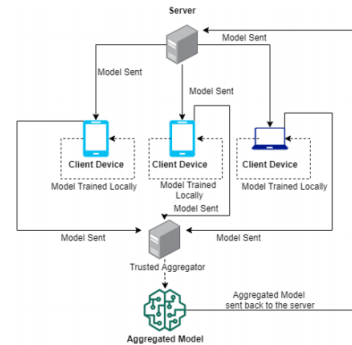 Server
Model Sent
Model Sent
Model Sent
Client Device
Client Device
Client Device
Model Trained Locally
Model Trained
Locally
Model Trained Locally
Model Sent
Model Sent
Model Sent
Trusted Aggregator
Aggregated Model
sent back to the server
Aggregated Model